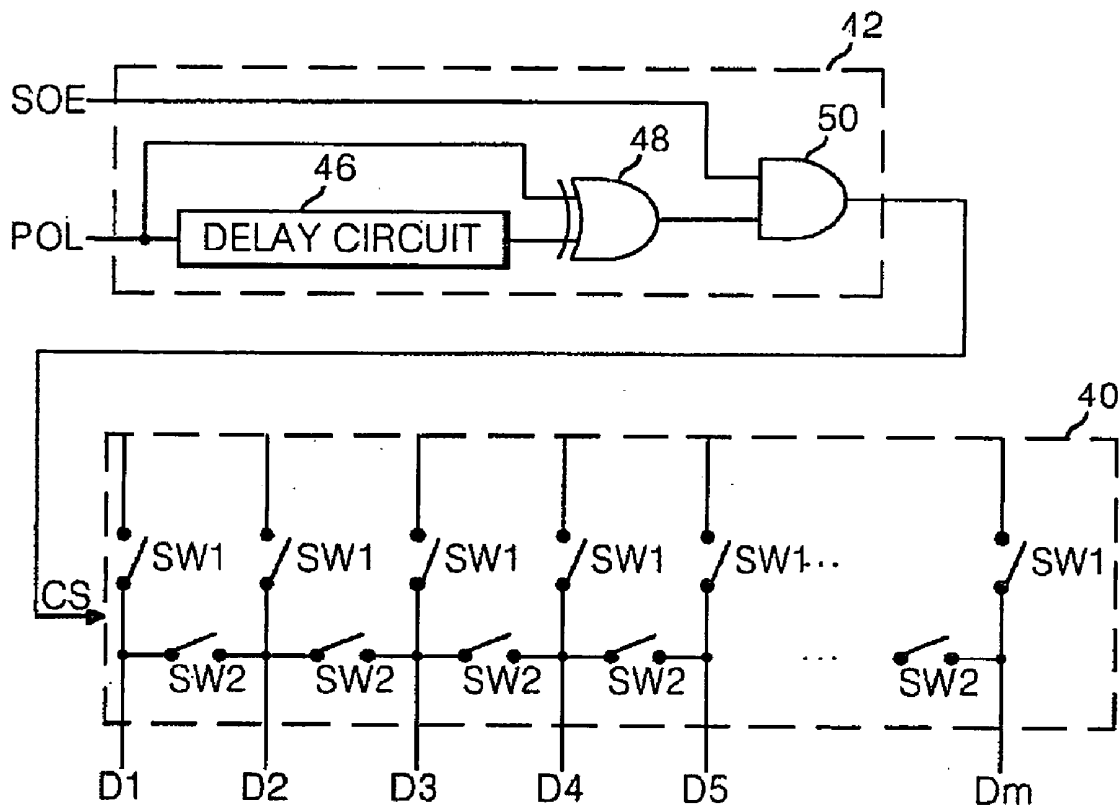 42
SOE
50
48
46
POL
DELAY CIRCUIT
40
SW1 SW1 SW1 SW1 SW1 ... SW1
CS
SW2 SW2 SW2 SW2 ... SW2
D1 D2 D3 D4 D5 Dm